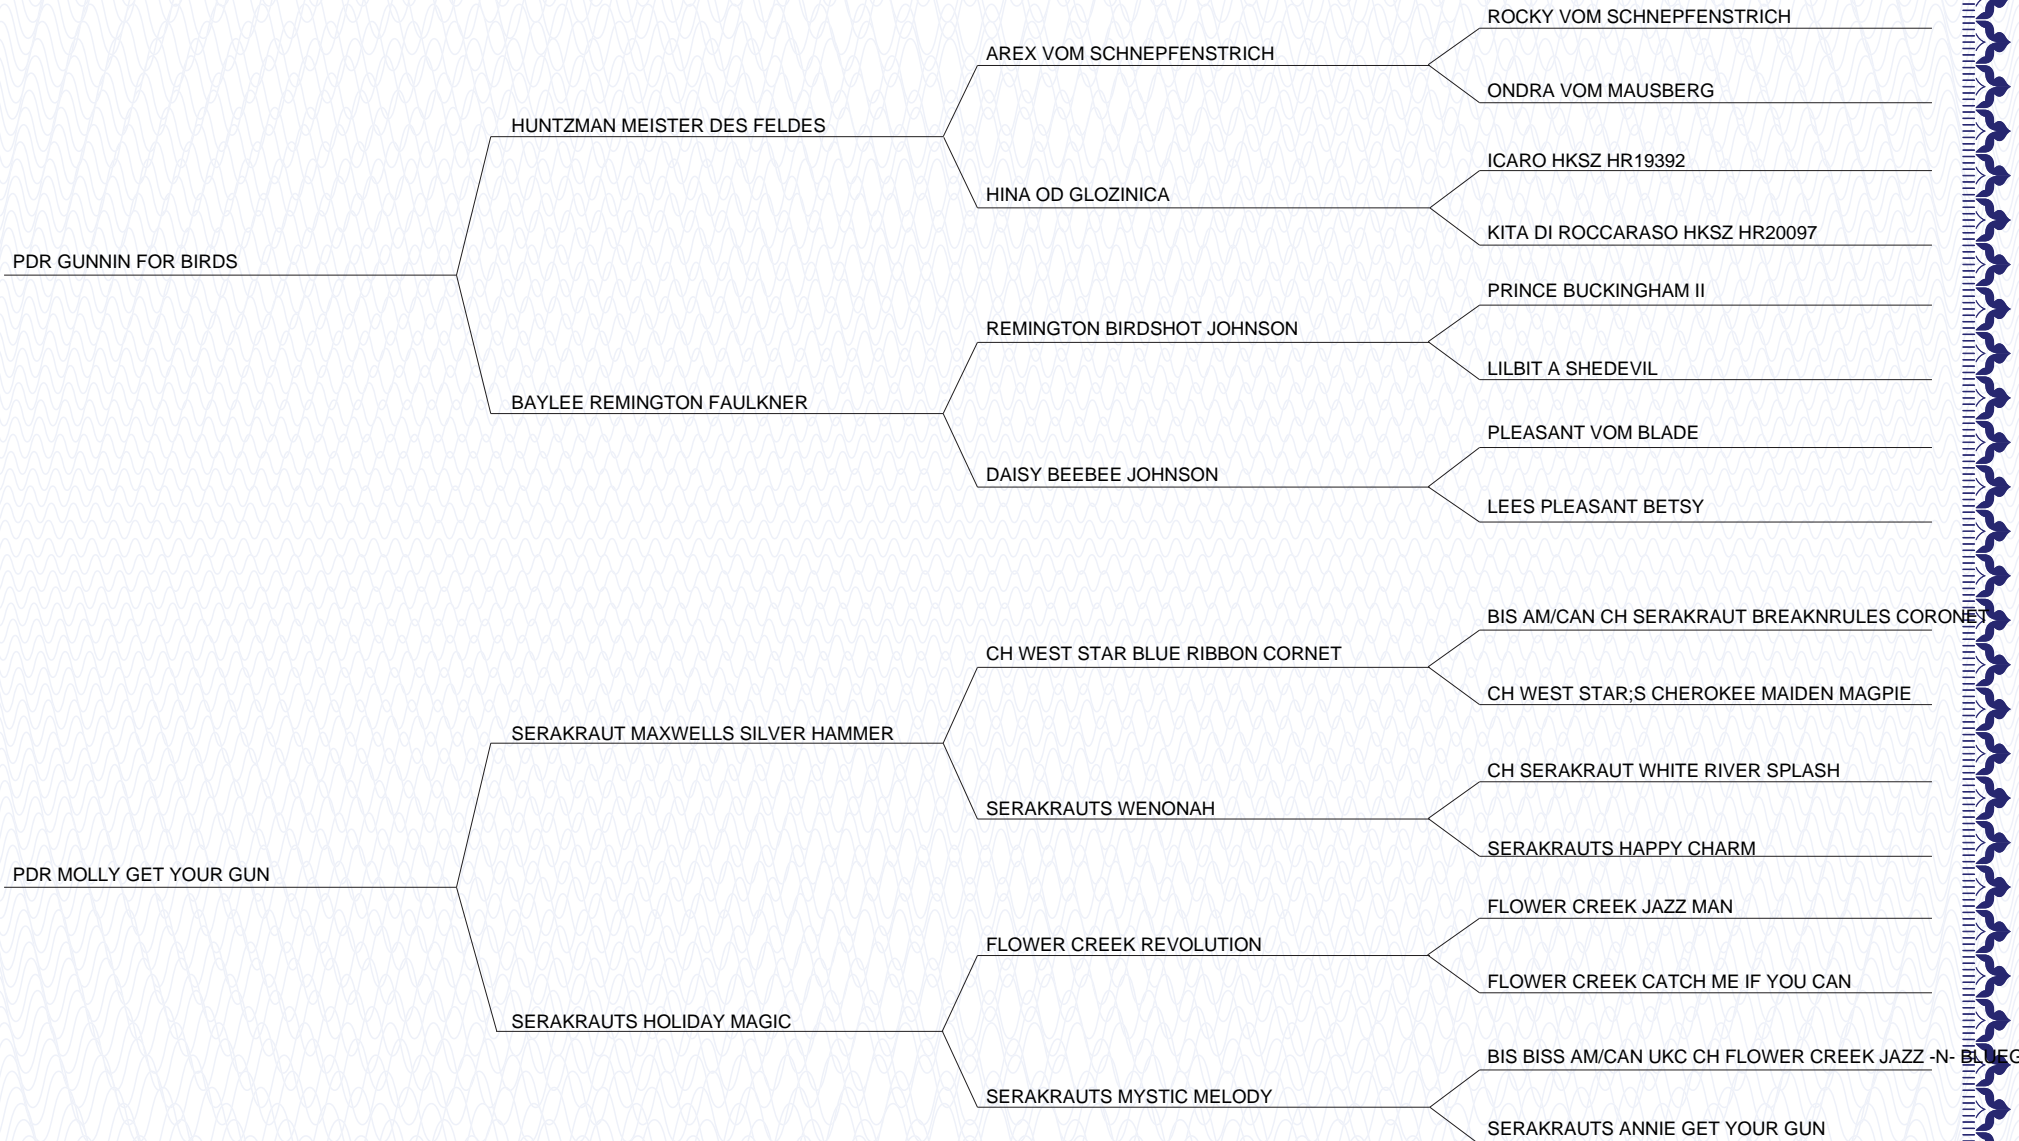 ROCKY VOM SCHNEPFENSTRICH
AREX VOM SCHNEPFENSTRICH
ONDRA VOM MAUSBERG
HUNTZMAN MEISTER DES FELDES
ICARO HKSZ HR19392
HINA OD GLOZINICA
KITA DI ROCCARASO HKSZ HR20097
PDR GUNNIN FOR BIRDS
PRINCE BUCKINGHAM II
REMINGTON BIRDSHOT JOHNSON
LILBIT A SHEDEVIL
BAYLEE REMINGTON FAULKNER
PLEASANT VOM BLADE
DAISY BEEBEE JOHNSON
LEES PLEASANT BETSY
BIS AM/CAN CH SERAKRAUT BREAKNRULES CORONET
CH WEST STAR BLUE RIBBON CORNET
CH WEST STAR;S CHEROKEE MAIDEN MAGPIE
SERAKRAUT MAXWELLS SILVER HAMMER
CH SERAKRAUT WHITE RIVER SPLASH
SERAKRAUTS WENONAH
SERAKRAUTS HAPPY CHARM
PDR MOLLY GET YOUR GUN
FLOWER CREEK JAZZ MAN
FLOWER CREEK REVOLUTION
FLOWER CREEK CATCH ME IF YOU CAN
SERAKRAUTS HOLIDAY MAGIC
BIS BISS AM/CAN UKC CH FLOWER CREEK JAZZ -N- BLUEG
SERAKRAUTS MYSTIC MELODY
SERAKRAUTS ANNIE GET YOUR GUN